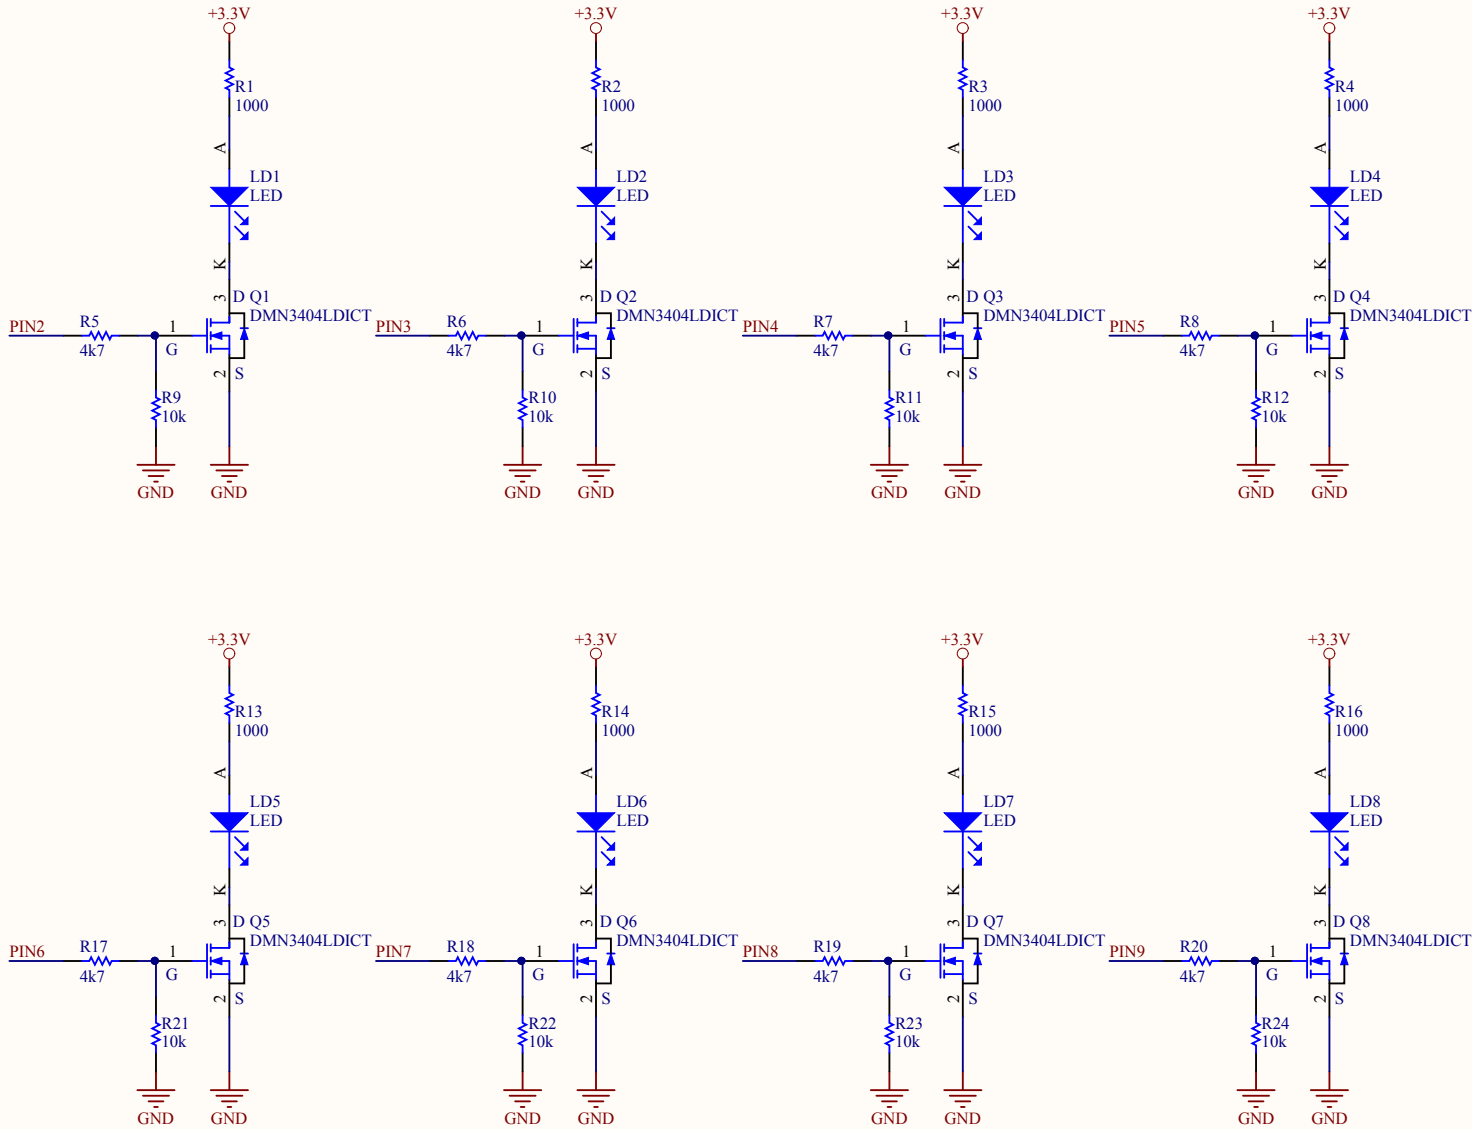 +3.3V +3.3V +3.3V +3.3V
R1 R2 R3 R4
1000 1000 1000 1000
A A A A
LD1 LD2 LD3 LD4
LED LED LED LED
K K K K
3 D Q1 3 D Q2 3 D Q3 3 D Q4
DMN3404LDICT DMN3404LDICT DMN3404LDICT DMN3404LDICT
PIN2 R5 1 PIN3 R6 1 PIN4 R7 1 PIN5 R8 1
4k7 G 4k7 G 4k7 G 4k7 G
2 S 2 S 2 S 2 S
R9 R10 R11 R12
10k 10k 10k 10k
GND GND GND GND GND GND GND GND
+3.3V +3.3V +3.3V +3.3V
R13 R14 R15 R16
1000 1000 1000 1000
A A A A
LD5 LD6 LD7 LD8
LED LED LED LED
K K K K
3 D Q5 3 D Q6 3 D Q7 3 D Q8
DMN3404LDICT DMN3404LDICT DMN3404LDICT DMN3404LDICT
PIN6 R17 1 PIN7 R18 1 PIN8 R19 1 PIN9 R20 1
4k7 G 4k7 G 4k7 G 4k7 G
2 S 2 S 2 S 2 S
R21 R22 R23 R24
10k 10k 10k 10k
GND GND GND GND GND GND GND GND